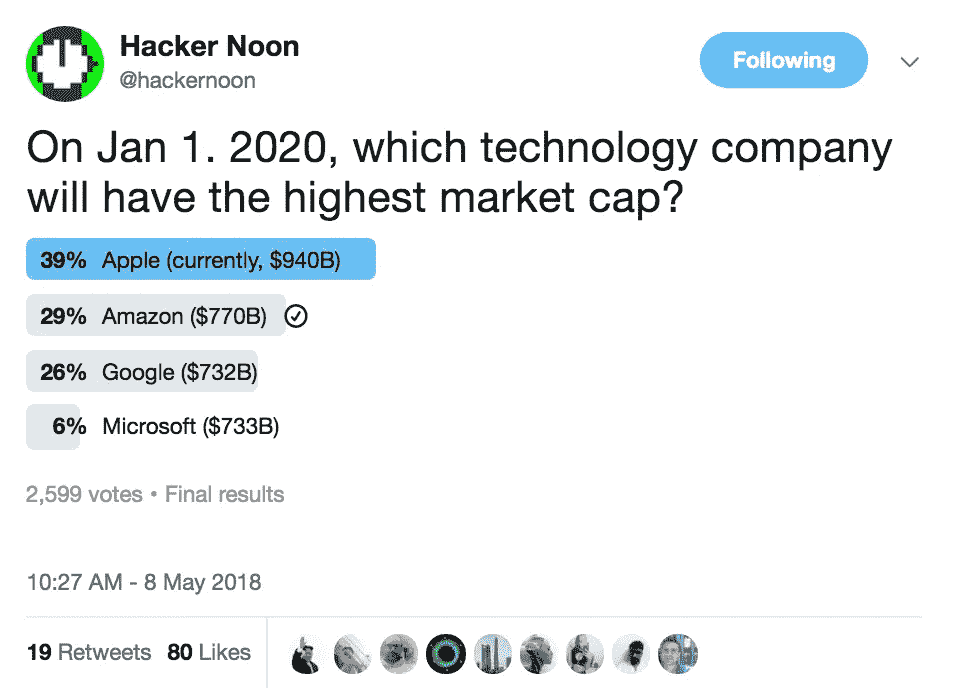 Hacker Noon
@hackernoon
Following
On Jan 1. 2020, which technology company
will have the highest market cap?
39% Apple (currently, $940B)
29% Amazon ($770B)
26% Google ($732B)
6% Microsoft ($733B)
2,599 votes • Final results
10:27 AM - 8 May 2018
19 Retweets 80 Likes